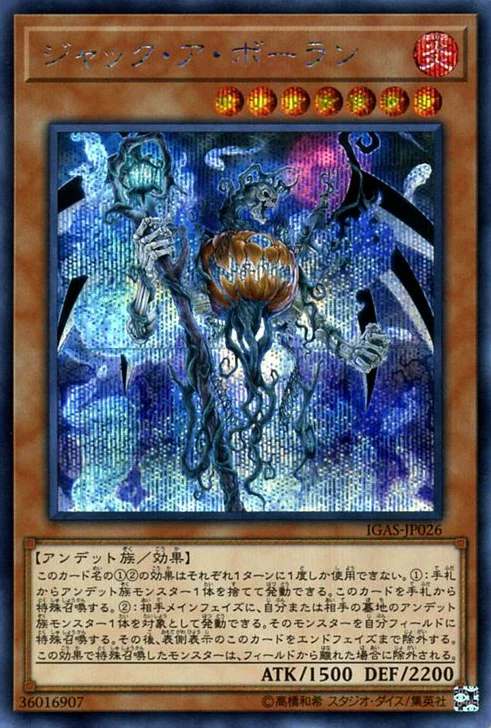 ジャック・ア・ボーラン
炎
IGAS-JP026
【アンデット族／効果】
このカード名の①②の効果はそれぞれ1ターンに1度しか使用できない。①：手札
からアンデット族モンスター1体を捨てて発動できる。このカードを手札から
特殊召喚する。②：相手メインフェイズに、自分または相手の墓地のアンデット
族モンスター1体を対象として発動できる。そのモンスターを自分フィールドに
特殊召喚する。その後、表側表示のこのカードをエンドフェイズまで除外する。
この効果で特殊召喚したモンスターは、フィールドから離れた場合に除外される。
ATK/1500 DEF/2200
36016907
©高橋和希 スタジオ・ダイス/集英社